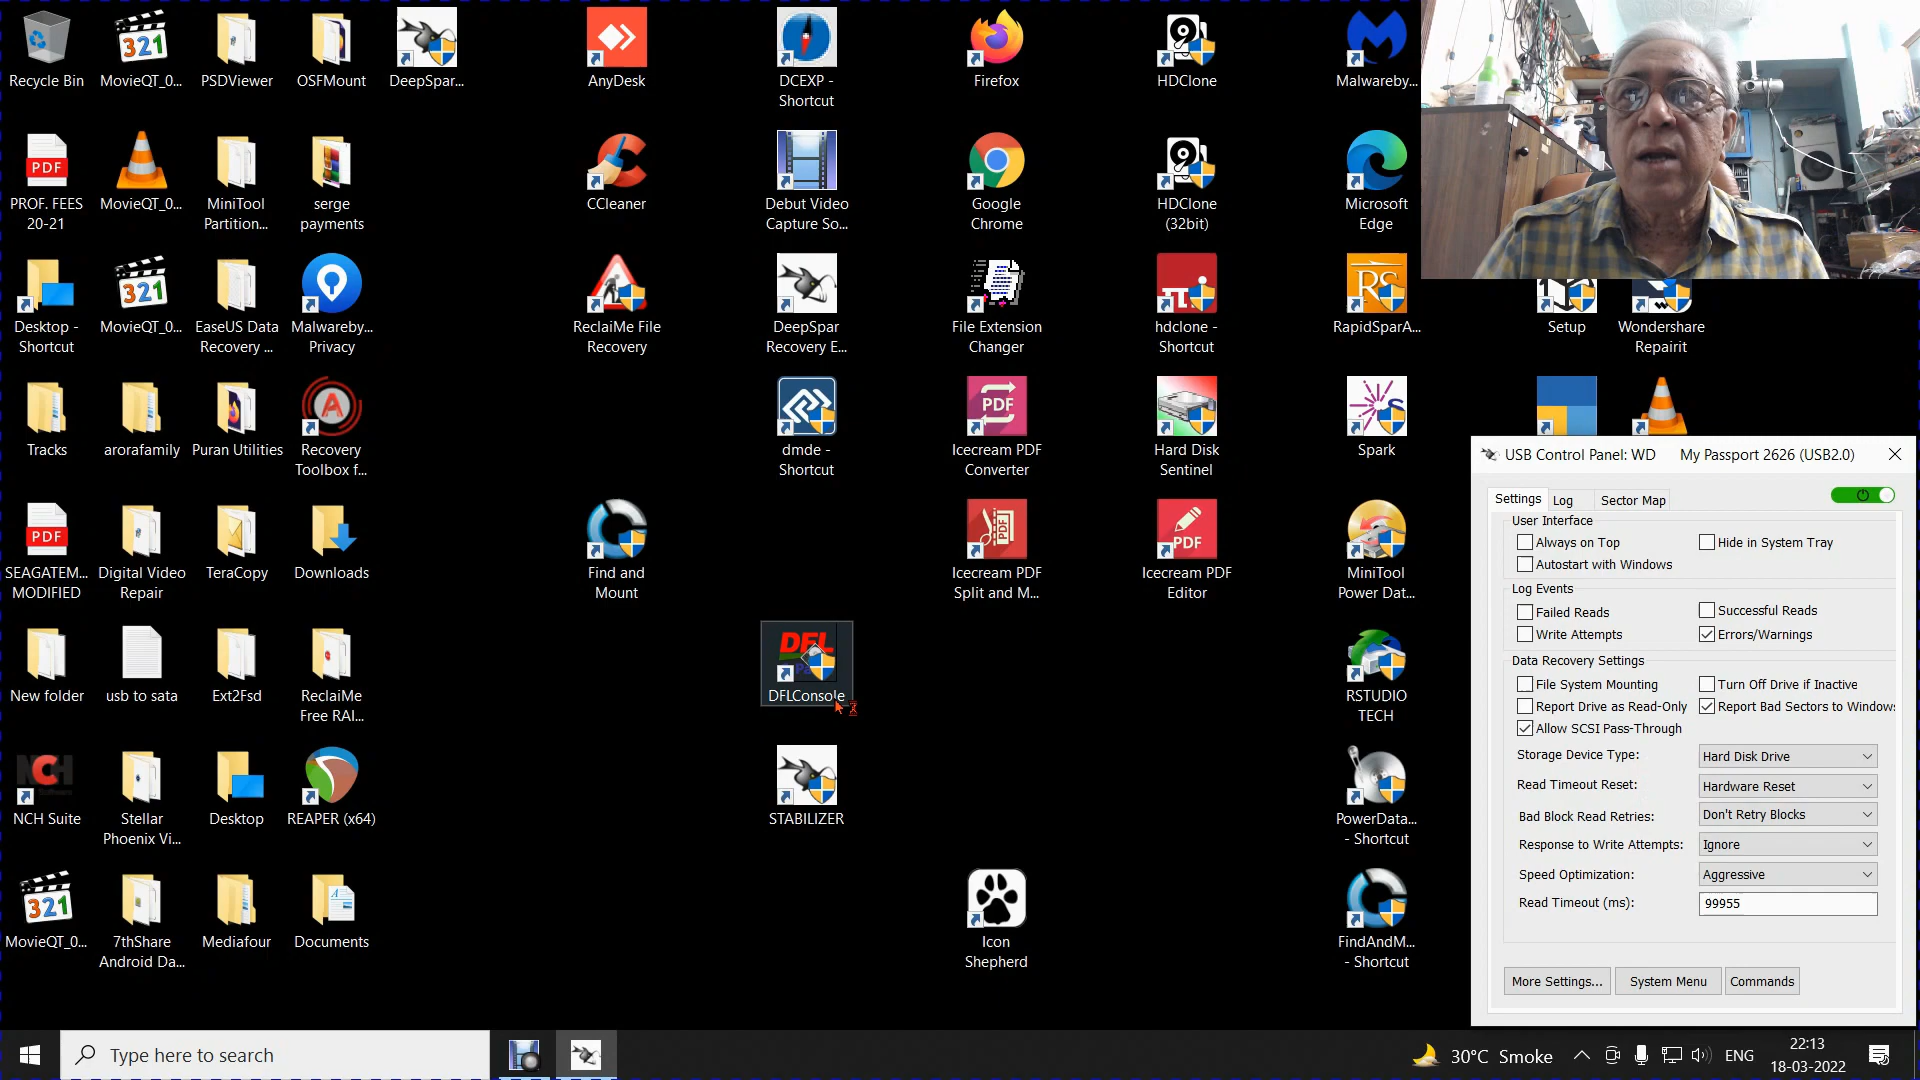 Recycle Bin
MovieQT_0...
PSDViewer
OSFMount
DeepSpar...
AnyDesk
DCEXP -
Shortcut
Firefox
HDClone
Malwareby...
PROF. FEES
20-21
MovieQT_0...
MiniTool
Partition...
serge
payments
CCleaner
Debut Video
Capture So...
Google
Chrome
HDClone
(32bit)
Microsoft
Edge
Desktop -
Shortcut
MovieQT_0...
EaseUS Data
Recovery ...
Malwareby...
Privacy
ReclaiMe File
Recovery
DeepSpar
Recovery E...
File Extension
Changer
hdclone -
Shortcut
RapidSparA...
Setup
Wondershare
Repairit
Tracks
arorafamily
Puran Utilities
Recovery
Toolbox f...
dmde -
Shortcut
Icecream PDF
Converter
Hard Disk
Sentinel
Spark
SEAGATEM...
MODIFIED
Digital Video
Repair
TeraCopy
Downloads
Find and
Mount
Icecream PDF
Split and M...
Icecream PDF
Editor
MiniTool
Power Dat...
New folder
usb to sata
Ext2Fsd
ReclaiMe
Free RAI...
DFL
DFLConsole
RSTUDIO
TECH
NCH Suite
Stellar
Phoenix Vi...
Desktop
REAPER (x64)
STABILIZER
PowerData...
- Shortcut
MovieQT_0...
7thShare
Android Da...
Mediafour
Documents
Icon
Shepherd
FindAndM...
- Shortcut
USB Control Panel: WD My Passport 2626 (USB2.0)
Settings Log Sector Map
User Interface
Always on Top Hide in System Tray
Autostart with Windows
Log Events
Failed Reads Successful Reads
Write Attempts Errors/Warnings
Data Recovery Settings
File System Mounting Turn Off Drive if Inactive
Report Drive as Read-Only Report Bad Sectors to Windows
Allow SCSI Pass-Through
Storage Device Type: Hard Disk Drive
Read Timeout Reset: Hardware Reset
Bad Block Read Retries: Don't Retry Blocks
Response to Write Attempts: Ignore
Speed Optimization: Aggressive
Read Timeout (ms): 99955
More Settings... System Menu Commands
Type here to search
30°C Smoke
ENG
22:13
18-03-2022